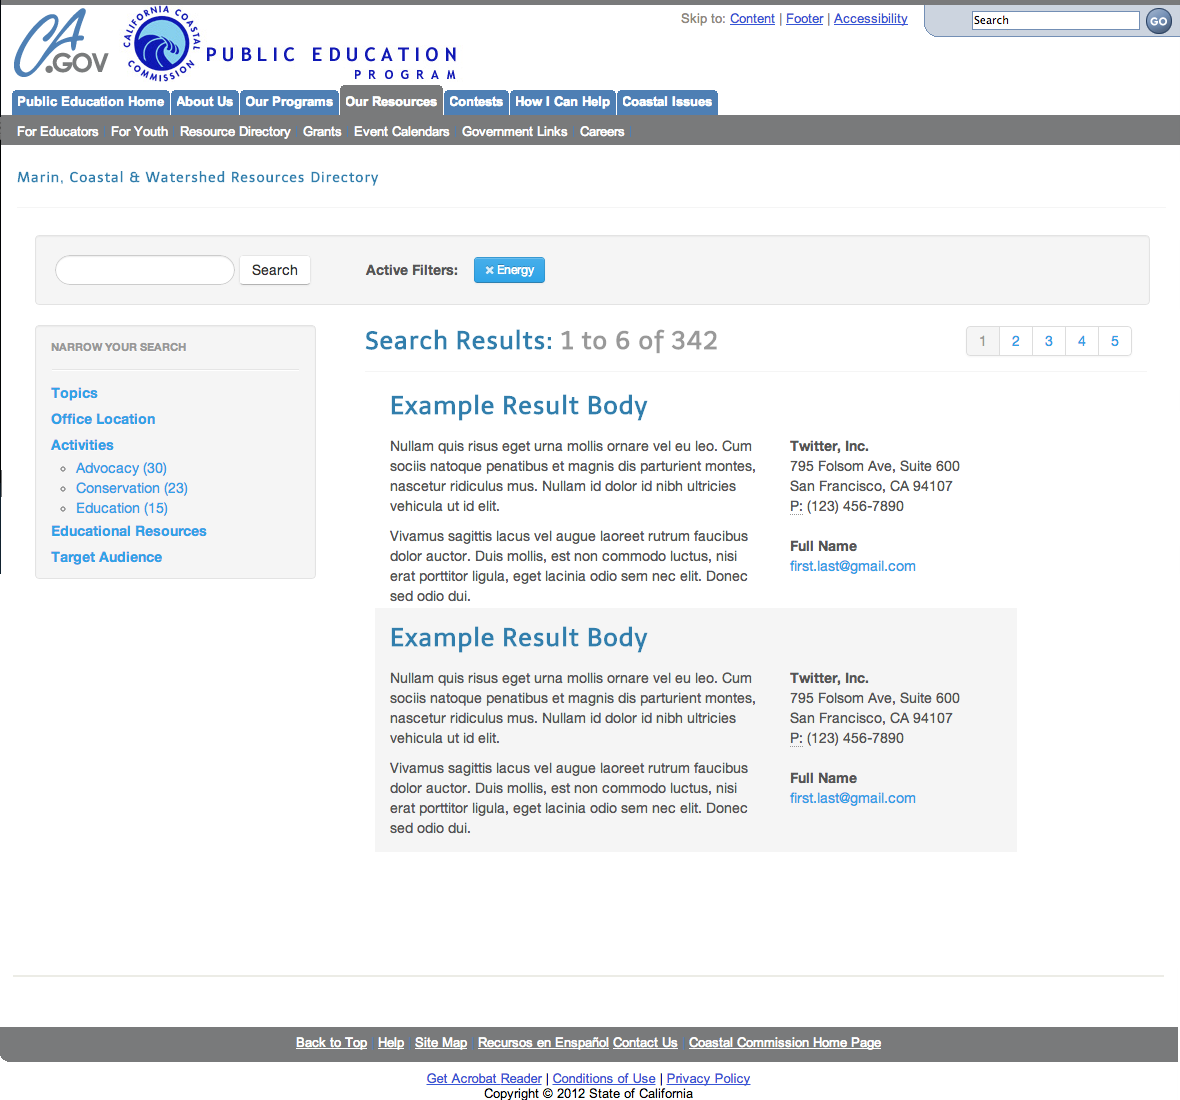 Skip to: Content | Footer | Accessibility
Search
GO
CA
.GOV
CALIFORNIA COASTAL
COMMISSION
PUBLIC EDUCATION
PROGRAM
Public Education Home About Us Our Programs Our Resources Contests How I Can Help Coastal Issues
For Educators For Youth Resource Directory Grants Event Calendars Government Links Careers
Marin, Coastal & Watershed Resources Directory
Search
Active Filters:
× Energy
NARROW YOUR SEARCH
Topics
Office Location
Activities
Advocacy (30)
Conservation (23)
Education (15)
Educational Resources
Target Audience
Search Results: 1 to 6 of 342
1 2 3 4 5
Example Result Body
Nullam quis risus eget urna mollis ornare vel eu leo. Cum
sociis natoque penatibus et magnis dis parturient montes,
nascetur ridiculus mus. Nullam id dolor id nibh ultricies
vehicula ut id elit.
Vivamus sagittis lacus vel augue laoreet rutrum faucibus
dolor auctor. Duis mollis, est non commodo luctus, nisi
erat porttitor ligula, eget lacinia odio sem nec elit. Donec
sed odio dui.
Twitter, Inc.
795 Folsom Ave, Suite 600
San Francisco, CA 94107
P: (123) 456-7890
Full Name
first.last@gmail.com
Example Result Body
Nullam quis risus eget urna mollis ornare vel eu leo. Cum
sociis natoque penatibus et magnis dis parturient montes,
nascetur ridiculus mus. Nullam id dolor id nibh ultricies
vehicula ut id elit.
Vivamus sagittis lacus vel augue laoreet rutrum faucibus
dolor auctor. Duis mollis, est non commodo luctus, nisi
erat porttitor ligula, eget lacinia odio sem nec elit. Donec
sed odio dui.
Twitter, Inc.
795 Folsom Ave, Suite 600
San Francisco, CA 94107
P: (123) 456-7890
Full Name
first.last@gmail.com
Back to Top Help Site Map Recursos en Enspañol Contact Us Coastal Commission Home Page
Get Acrobat Reader | Conditions of Use | Privacy Policy
Copyright © 2012 State of California